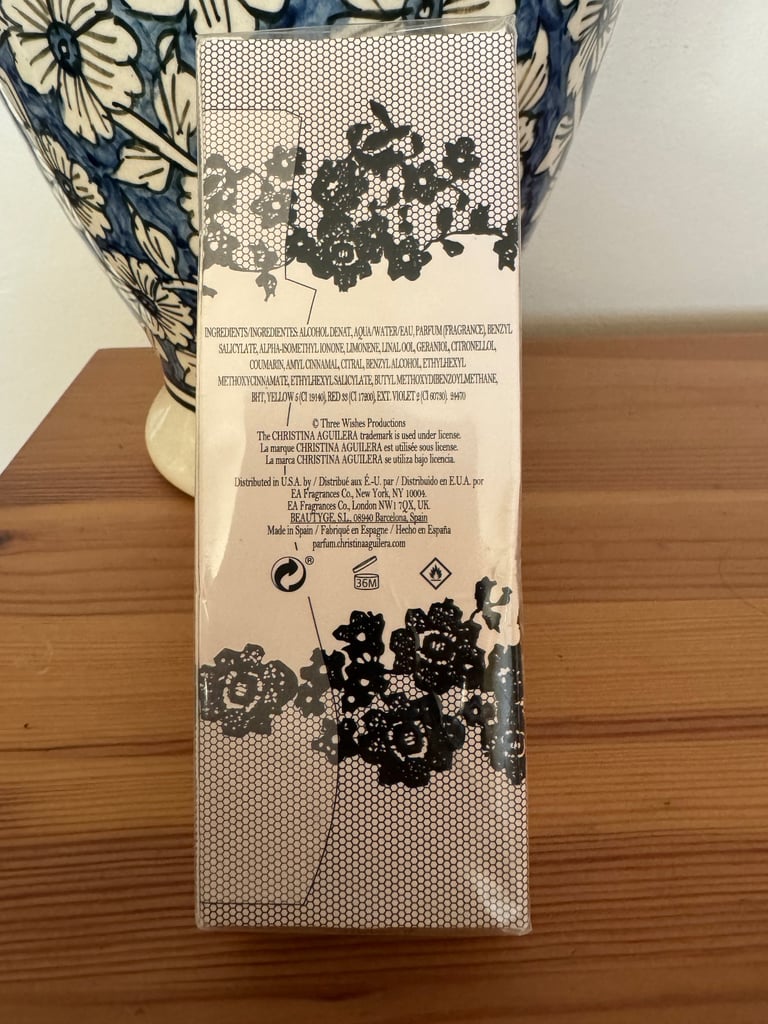 INGREDIENTS/INGREDIENTES: ALCOHOL DENAT., AQUA/WATER/EAU, PARFUM (FRAGRANCE), BENZYL
SALICYLATE, ALPHA-ISOMETHYL IONONE, LIMONENE, LINALOOL, GERANIOL, CITRONELLOL,
COUMARIN, AMYL CINNAMAL, CITRAL, BENZYL ALCOHOL, ETHYLHEXYL
METHOXYCINNAMATE, ETHYLHEXYL SALICYLATE, BUTYL METHOXYDIBENZOYLMETHANE,
BHT, YELLOW 5 (CI 19140), RED 33 (CI 17200), EXT. VIOLET 2 (CI 60730). 24470
© Three Wishes Productions
The CHRISTINA AGUILERA trademark is used under license.
La marque CHRISTINA AGUILERA est utilisée sous license.
La marca CHRISTINA AGUILERA se utiliza bajo licencia.
Distributed in U.S.A. by / Distribué aux É.-U. par / Distribuido en E.U.A. por
EA Fragrances Co., New York, NY 10004.
EA Fragrances Co., London NW1 7QX, UK.
BEAUTYGE, S.L. 08940 Barcelona, Spain
Made in Spain / Fabriqué en Espagne / Hecho en España
parfum.christinaaguilera.com
®
36M